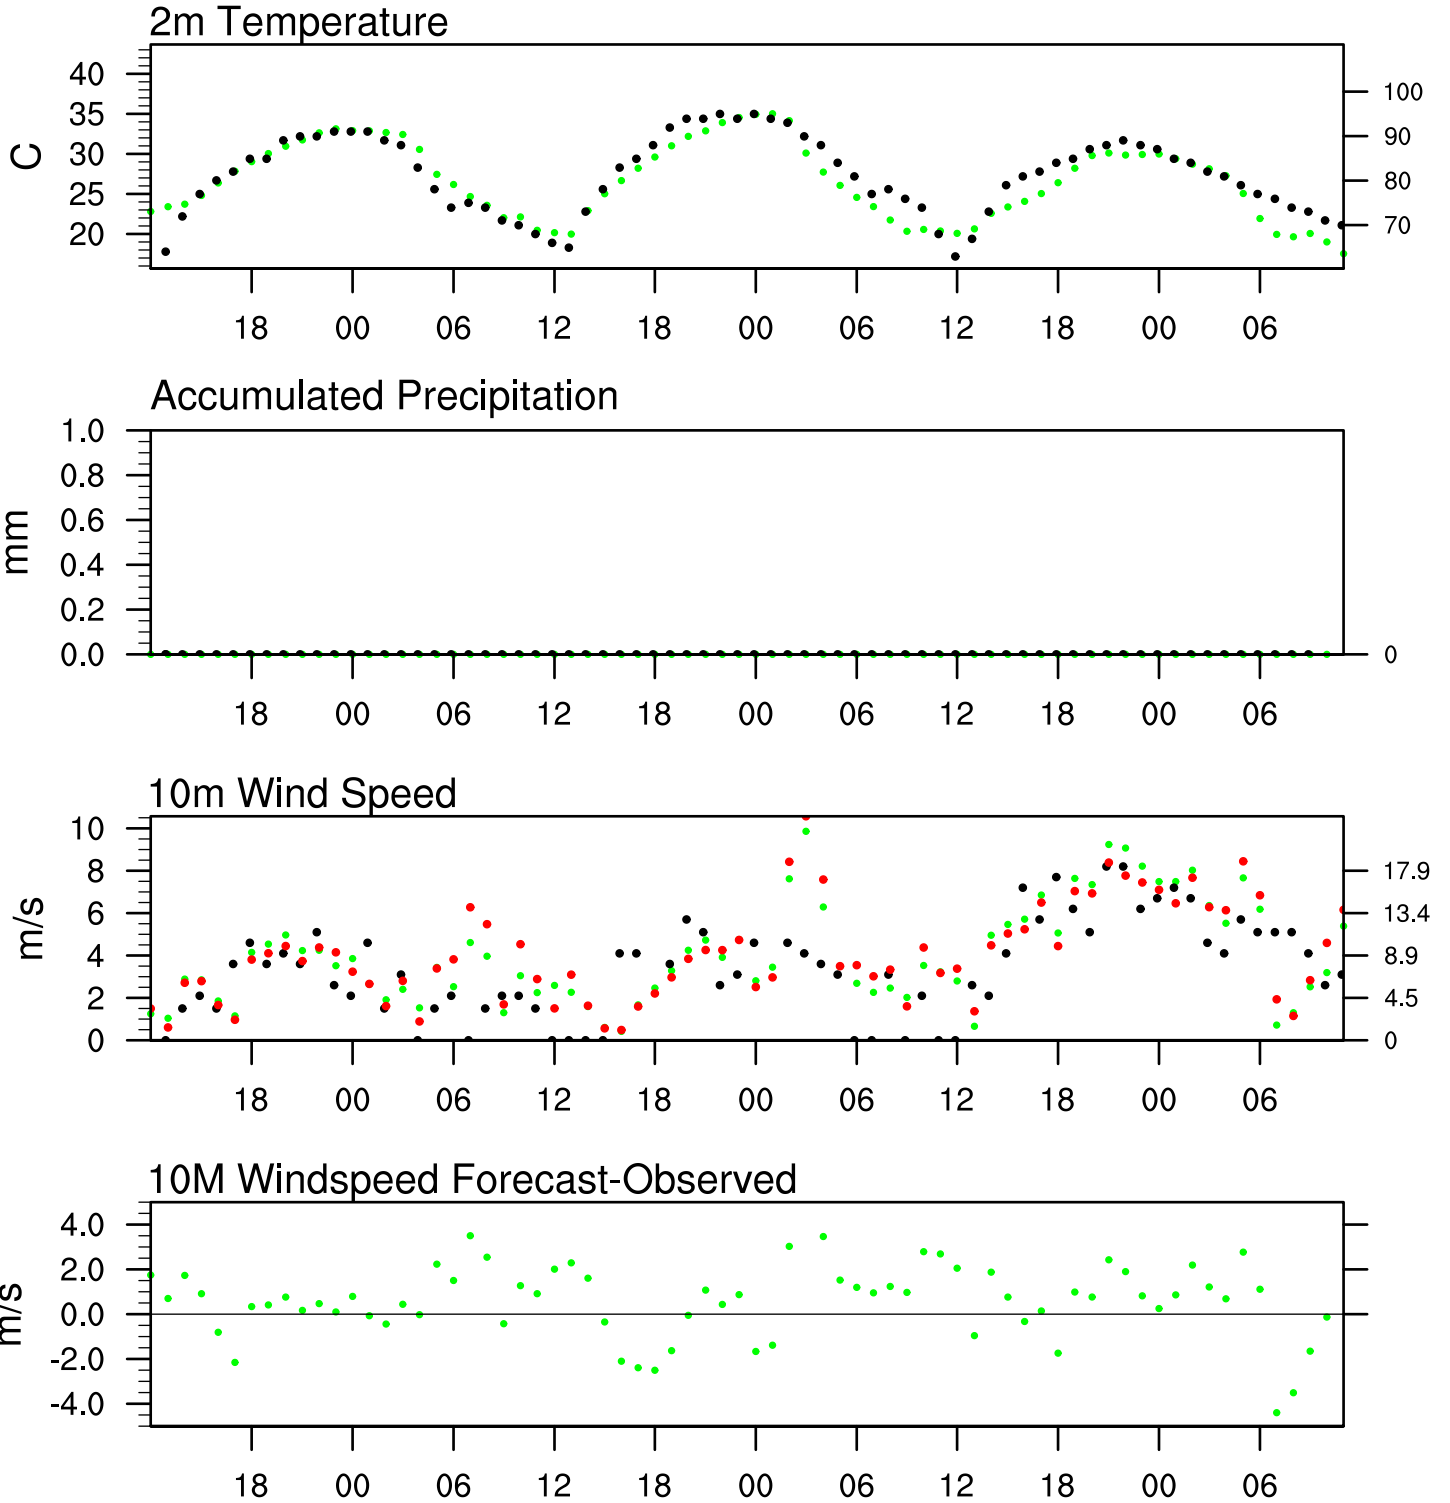 2m Temperature
40
35
30
25
20
C
100
90
80
70
18 00 06 12 18 00 06 12 18 00 06
Accumulated Precipitation
1.0
0.8
0.6
0.4
0.2
0.0
mm
0
18 00 06 12 18 00 06 12 18 00 06
10m Wind Speed
10
8
6
4
2
0
m/s
17.9
13.4
8.9
4.5
0
18 00 06 12 18 00 06 12 18 00 06
10M Windspeed Forecast-Observed
4.0
2.0
0.0
-2.0
-4.0
m/s
18 00 06 12 18 00 06 12 18 00 06